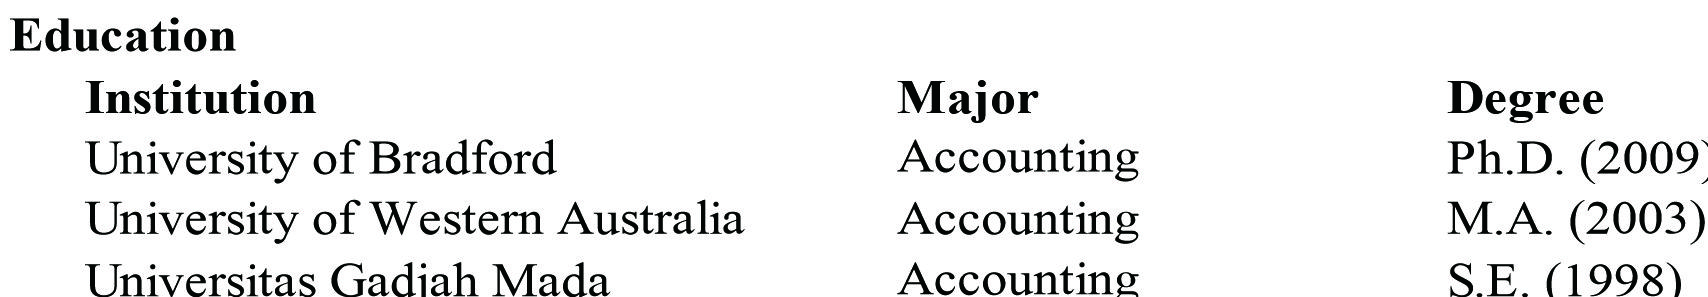 Education
Institution Major Degree
University of Bradford Accounting Ph.D. (2009)
University of Western Australia Accounting M.A. (2003)
Universitas Gadjah Mada Accounting S.E. (1998)